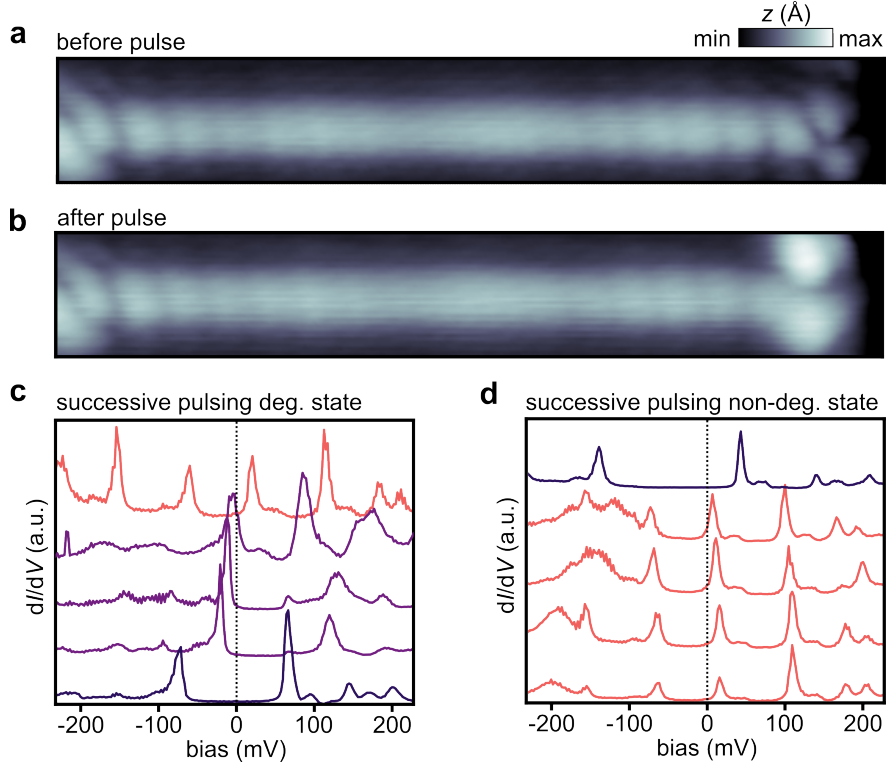 a
before pulse
z (Å)
min max
b
after pulse
c
successive pulsing deg. state
dI/dV (a.u.)
-200 -100 0 100 200
bias (mV)
d
successive pulsing non-deg. state
dI/dV (a.u.)
-200 -100 0 100 200
bias (mV)